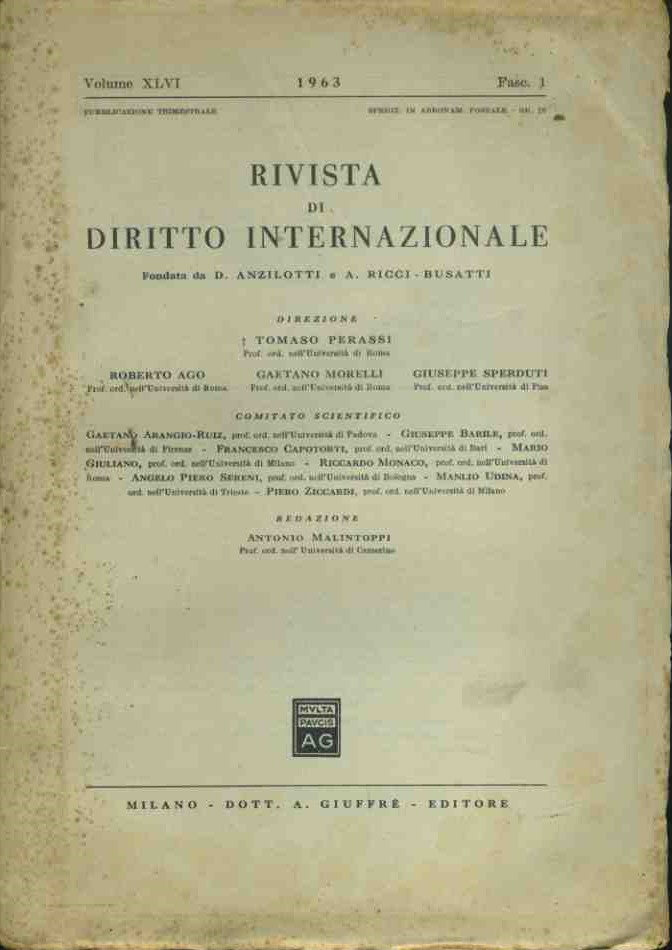 Volume XLVI 1963 Fasc. 1
PUBBLICAZIONE TRIMESTRALE SPEDIZ. IN ABBONAM. POSTALE - GR. IV
RIVISTA
DI
DIRITTO INTERNAZIONALE
Fondata da D. ANZILOTTI e A. RICCI-BUSATTI
DIREZIONE
† TOMASO PERASSI
Prof. ord. nell'Università di Roma
ROBERTO AGO GAETANO MORELLI GIUSEPPE SPERDUTI
Prof. ord. nell'Università di Roma Prof. ord. nell'Università di Roma Prof. ord. nell'Università di Pisa
COMITATO SCIENTIFICO
GAETANO ARANGIO-RUIZ, prof. ord. nell'Università di Padova - GIUSEPPE BARILE, prof. ord.
nell'Università di Firenze - FRANCESCO CAPOTORTI, prof. ord. nell'Università di Bari - MARIO
GIULIANO, prof. ord. nell'Università di Milano - RICCARDO MONACO, prof. ord. nell'Università di
Roma - ANGELO PIERO SERENI, prof. ord. nell'Università di Bologna - MANLIO UDINA, prof.
ord. nell'Università di Trieste - PIERO ZICCARDI, prof. ord. nell'Università di Milano
REDAZIONE
ANTONIO MALINTOPPI
Prof. ord. nell'Università di Camerino
MVLTA
PAVCIS
AG
MILANO - DOTT. A. GIUFFRÈ - EDITORE